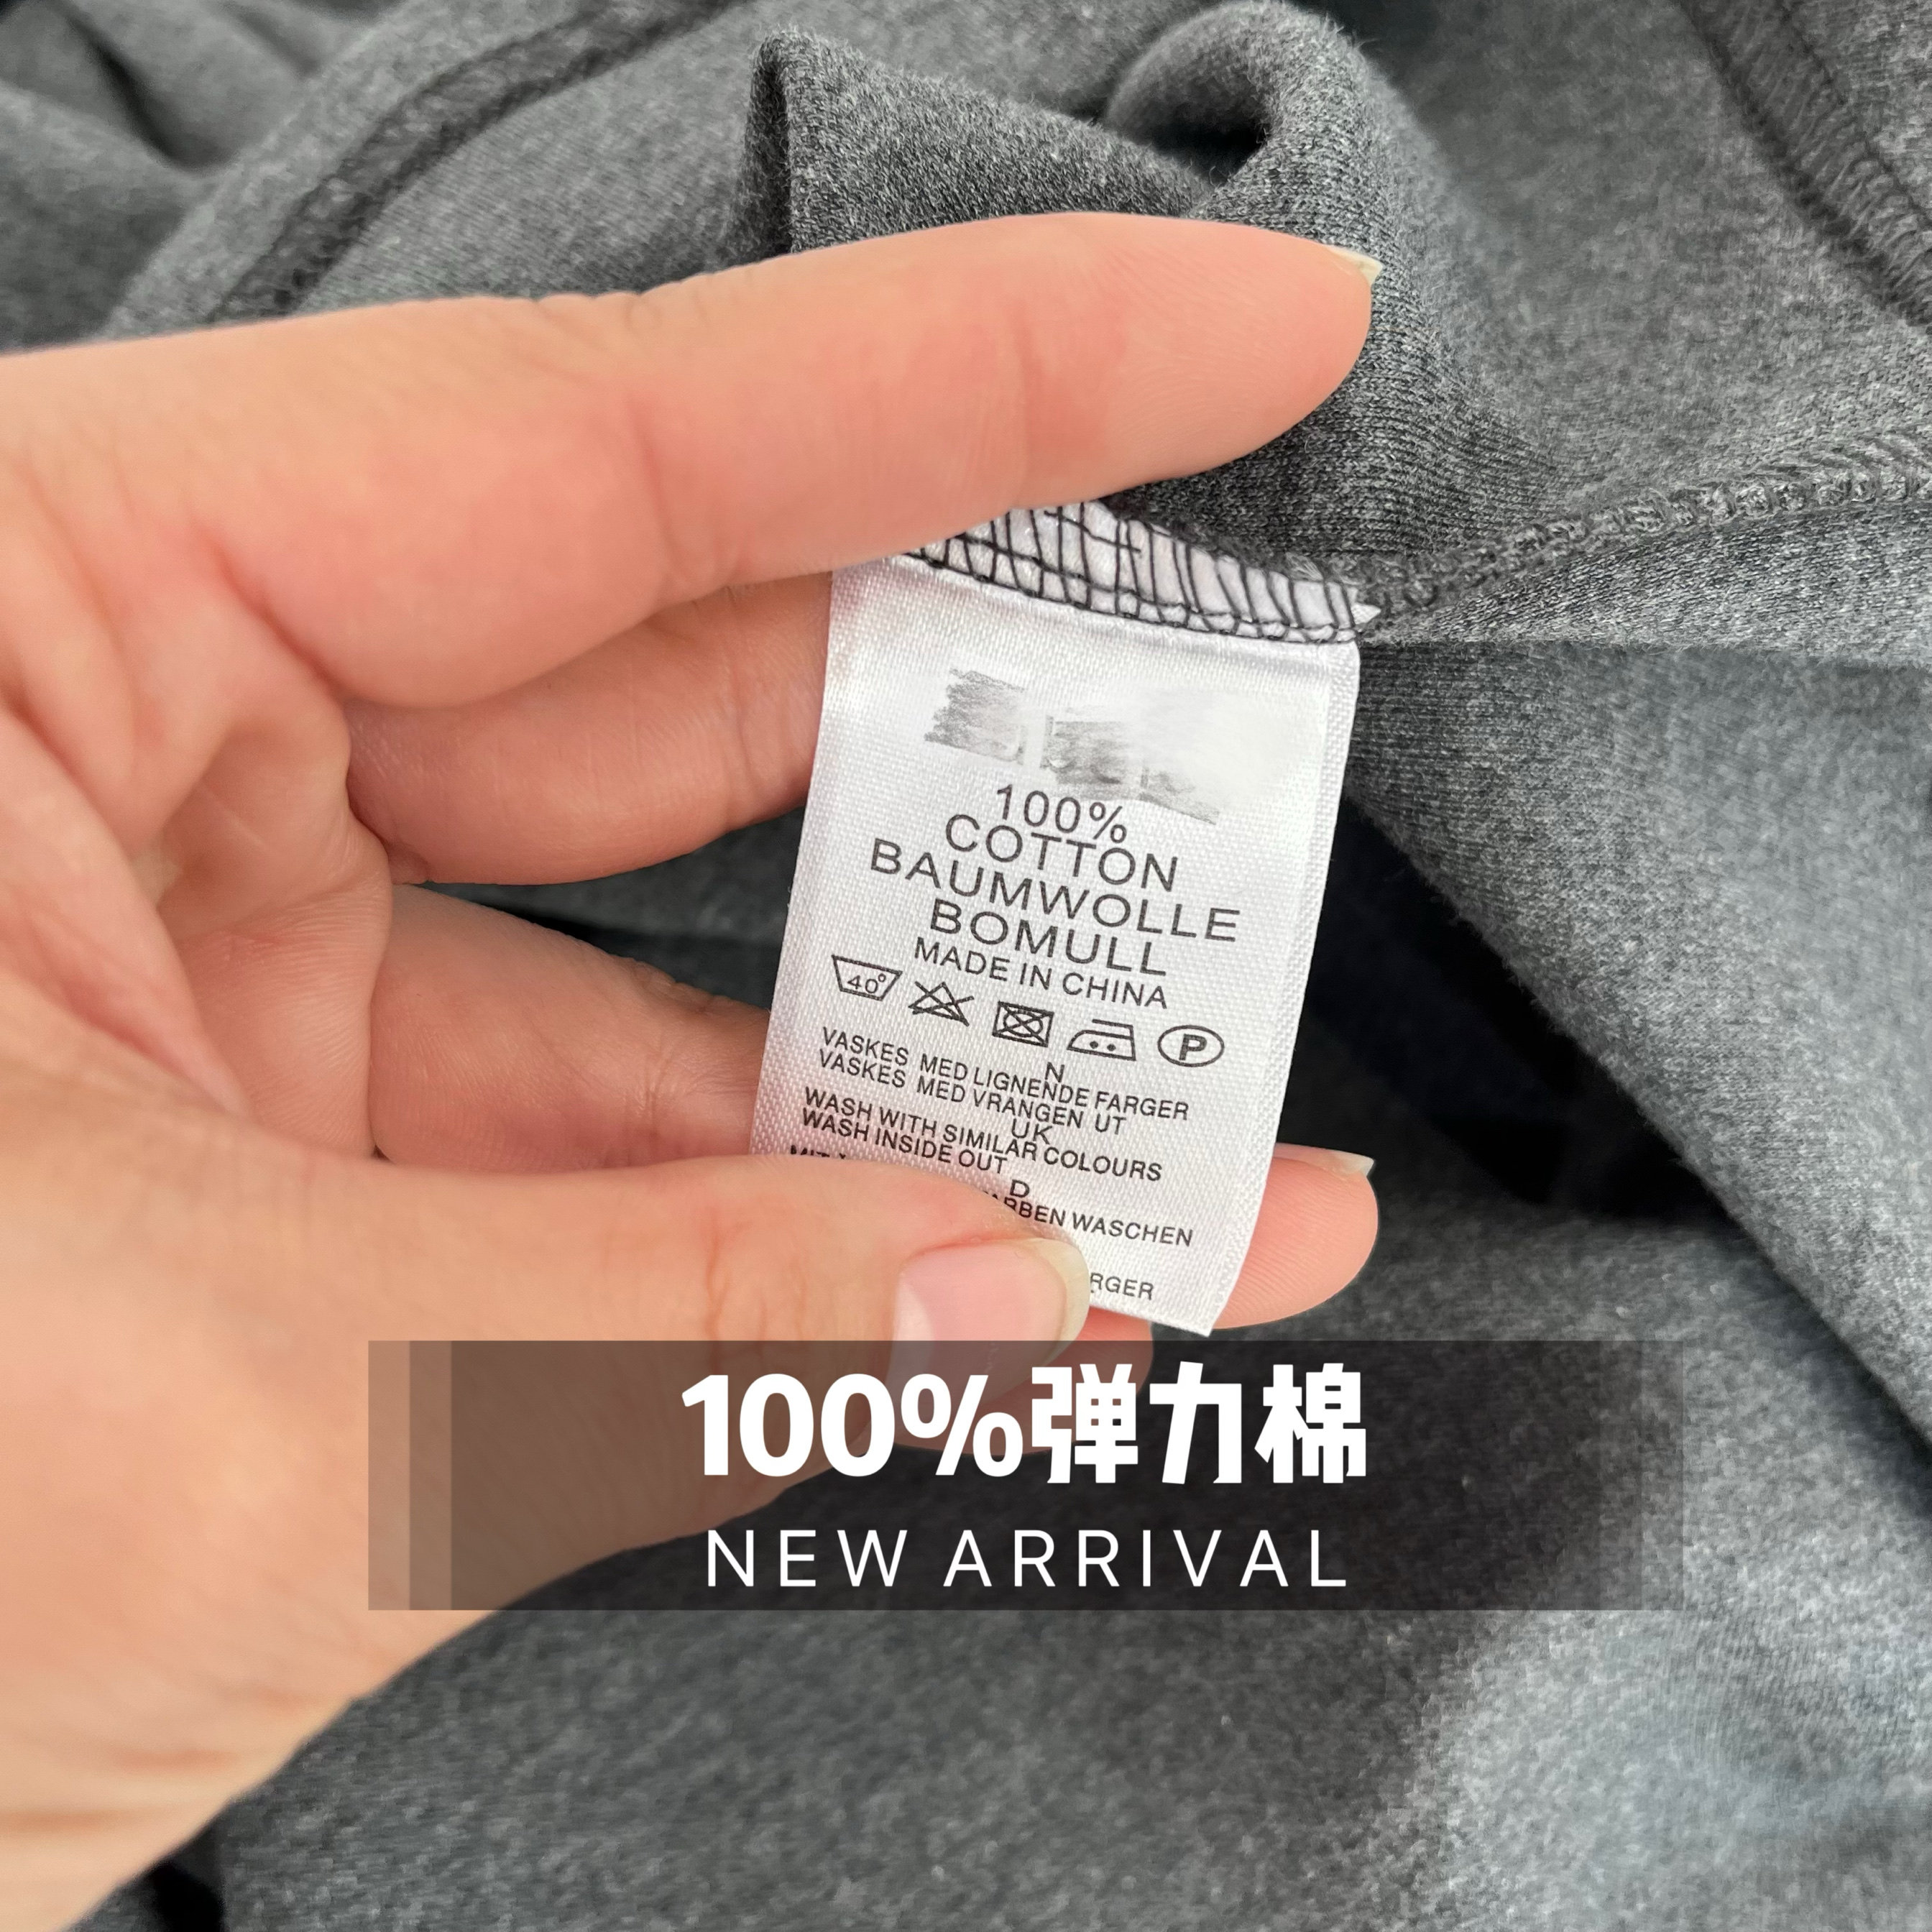 100%
COTTON
BAUMWOLLE
BOMULL
MADE IN CHINA
40° P
N
VASKES MED LIGNENDE FARGER
VASKES MED VRANGEN UT
UK
WASH WITH SIMILAR COLOURS
WASH INSIDE OUT
D
WASCHEN
100%弹力棉
NEW ARRIVAL